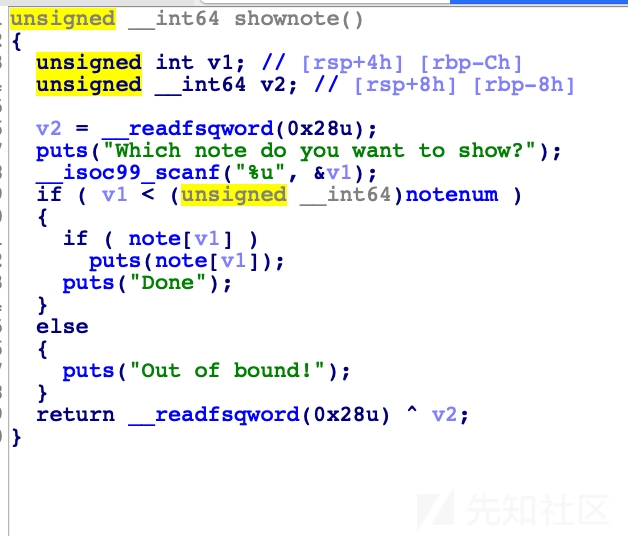 unsigned __int64 shownote()
{
unsigned int v1; // [rsp+4h] [rbp-Ch]
unsigned __int64 v2; // [rsp+8h] [rbp-8h]
v2 = __readfsqword(0x28u);
puts("Which note do you want to show?");
__isoc99_scanf("%u", &v1);
if ( v1 < (unsigned __int64)notenum )
{
if ( note[v1] )
puts(note[v1]);
puts("Done");
}
else
{
puts("Out of bound!");
}
return __readfsqword(0x28u) ^ v2;
}
先知社区